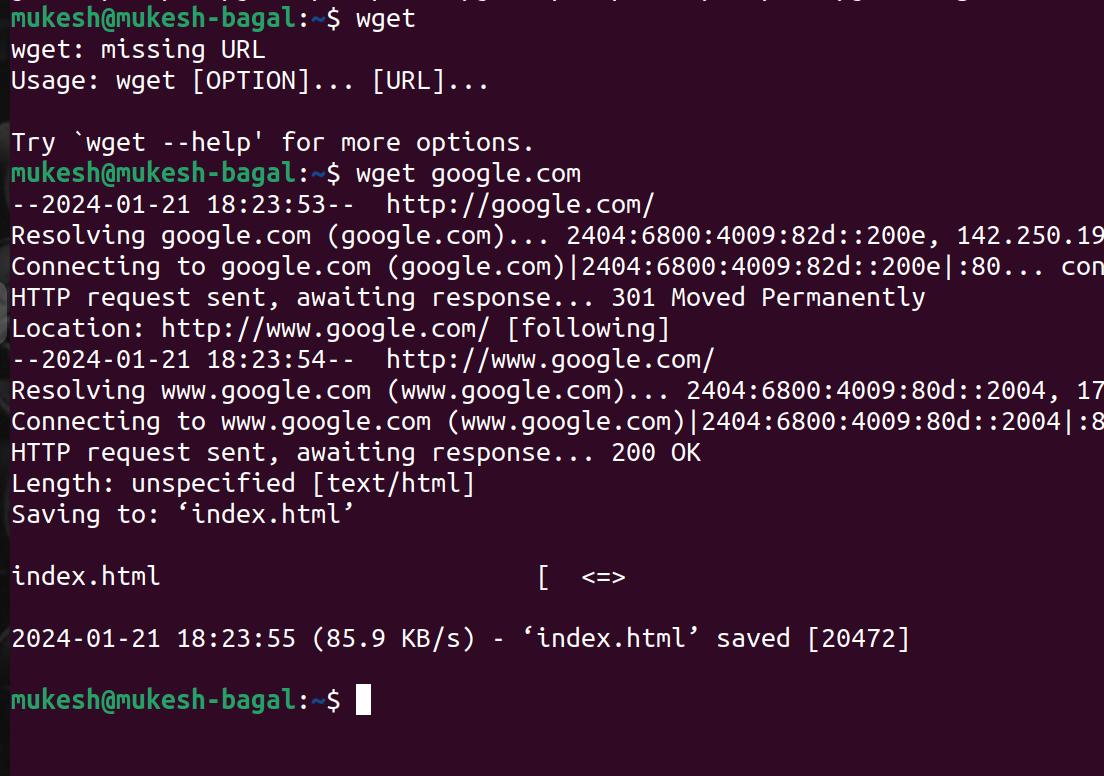 mukesh@mukesh-bagal:~$ wget
wget: missing URL
Usage: wget [OPTION]... [URL]...
Try `wget --help' for more options.
mukesh@mukesh-bagal:~$ wget google.com
--2024-01-21 18:23:53--  http://google.com/
Resolving google.com (google.com)... 2404:6800:4009:82d::200e, 142.250.19
Connecting to google.com (google.com)|2404:6800:4009:82d::200e|:80... con
HTTP request sent, awaiting response... 301 Moved Permanently
Location: http://www.google.com/ [following]
--2024-01-21 18:23:54--  http://www.google.com/
Resolving www.google.com (www.google.com)... 2404:6800:4009:80d::2004, 17
Connecting to www.google.com (www.google.com)|2404:6800:4009:80d::2004|:8
HTTP request sent, awaiting response... 200 OK
Length: unspecified [text/html]
Saving to: ‘index.html’
index.html                         [  <=>
2024-01-21 18:23:55 (85.9 KB/s) - ‘index.html’ saved [20472]
mukesh@mukesh-bagal:~$